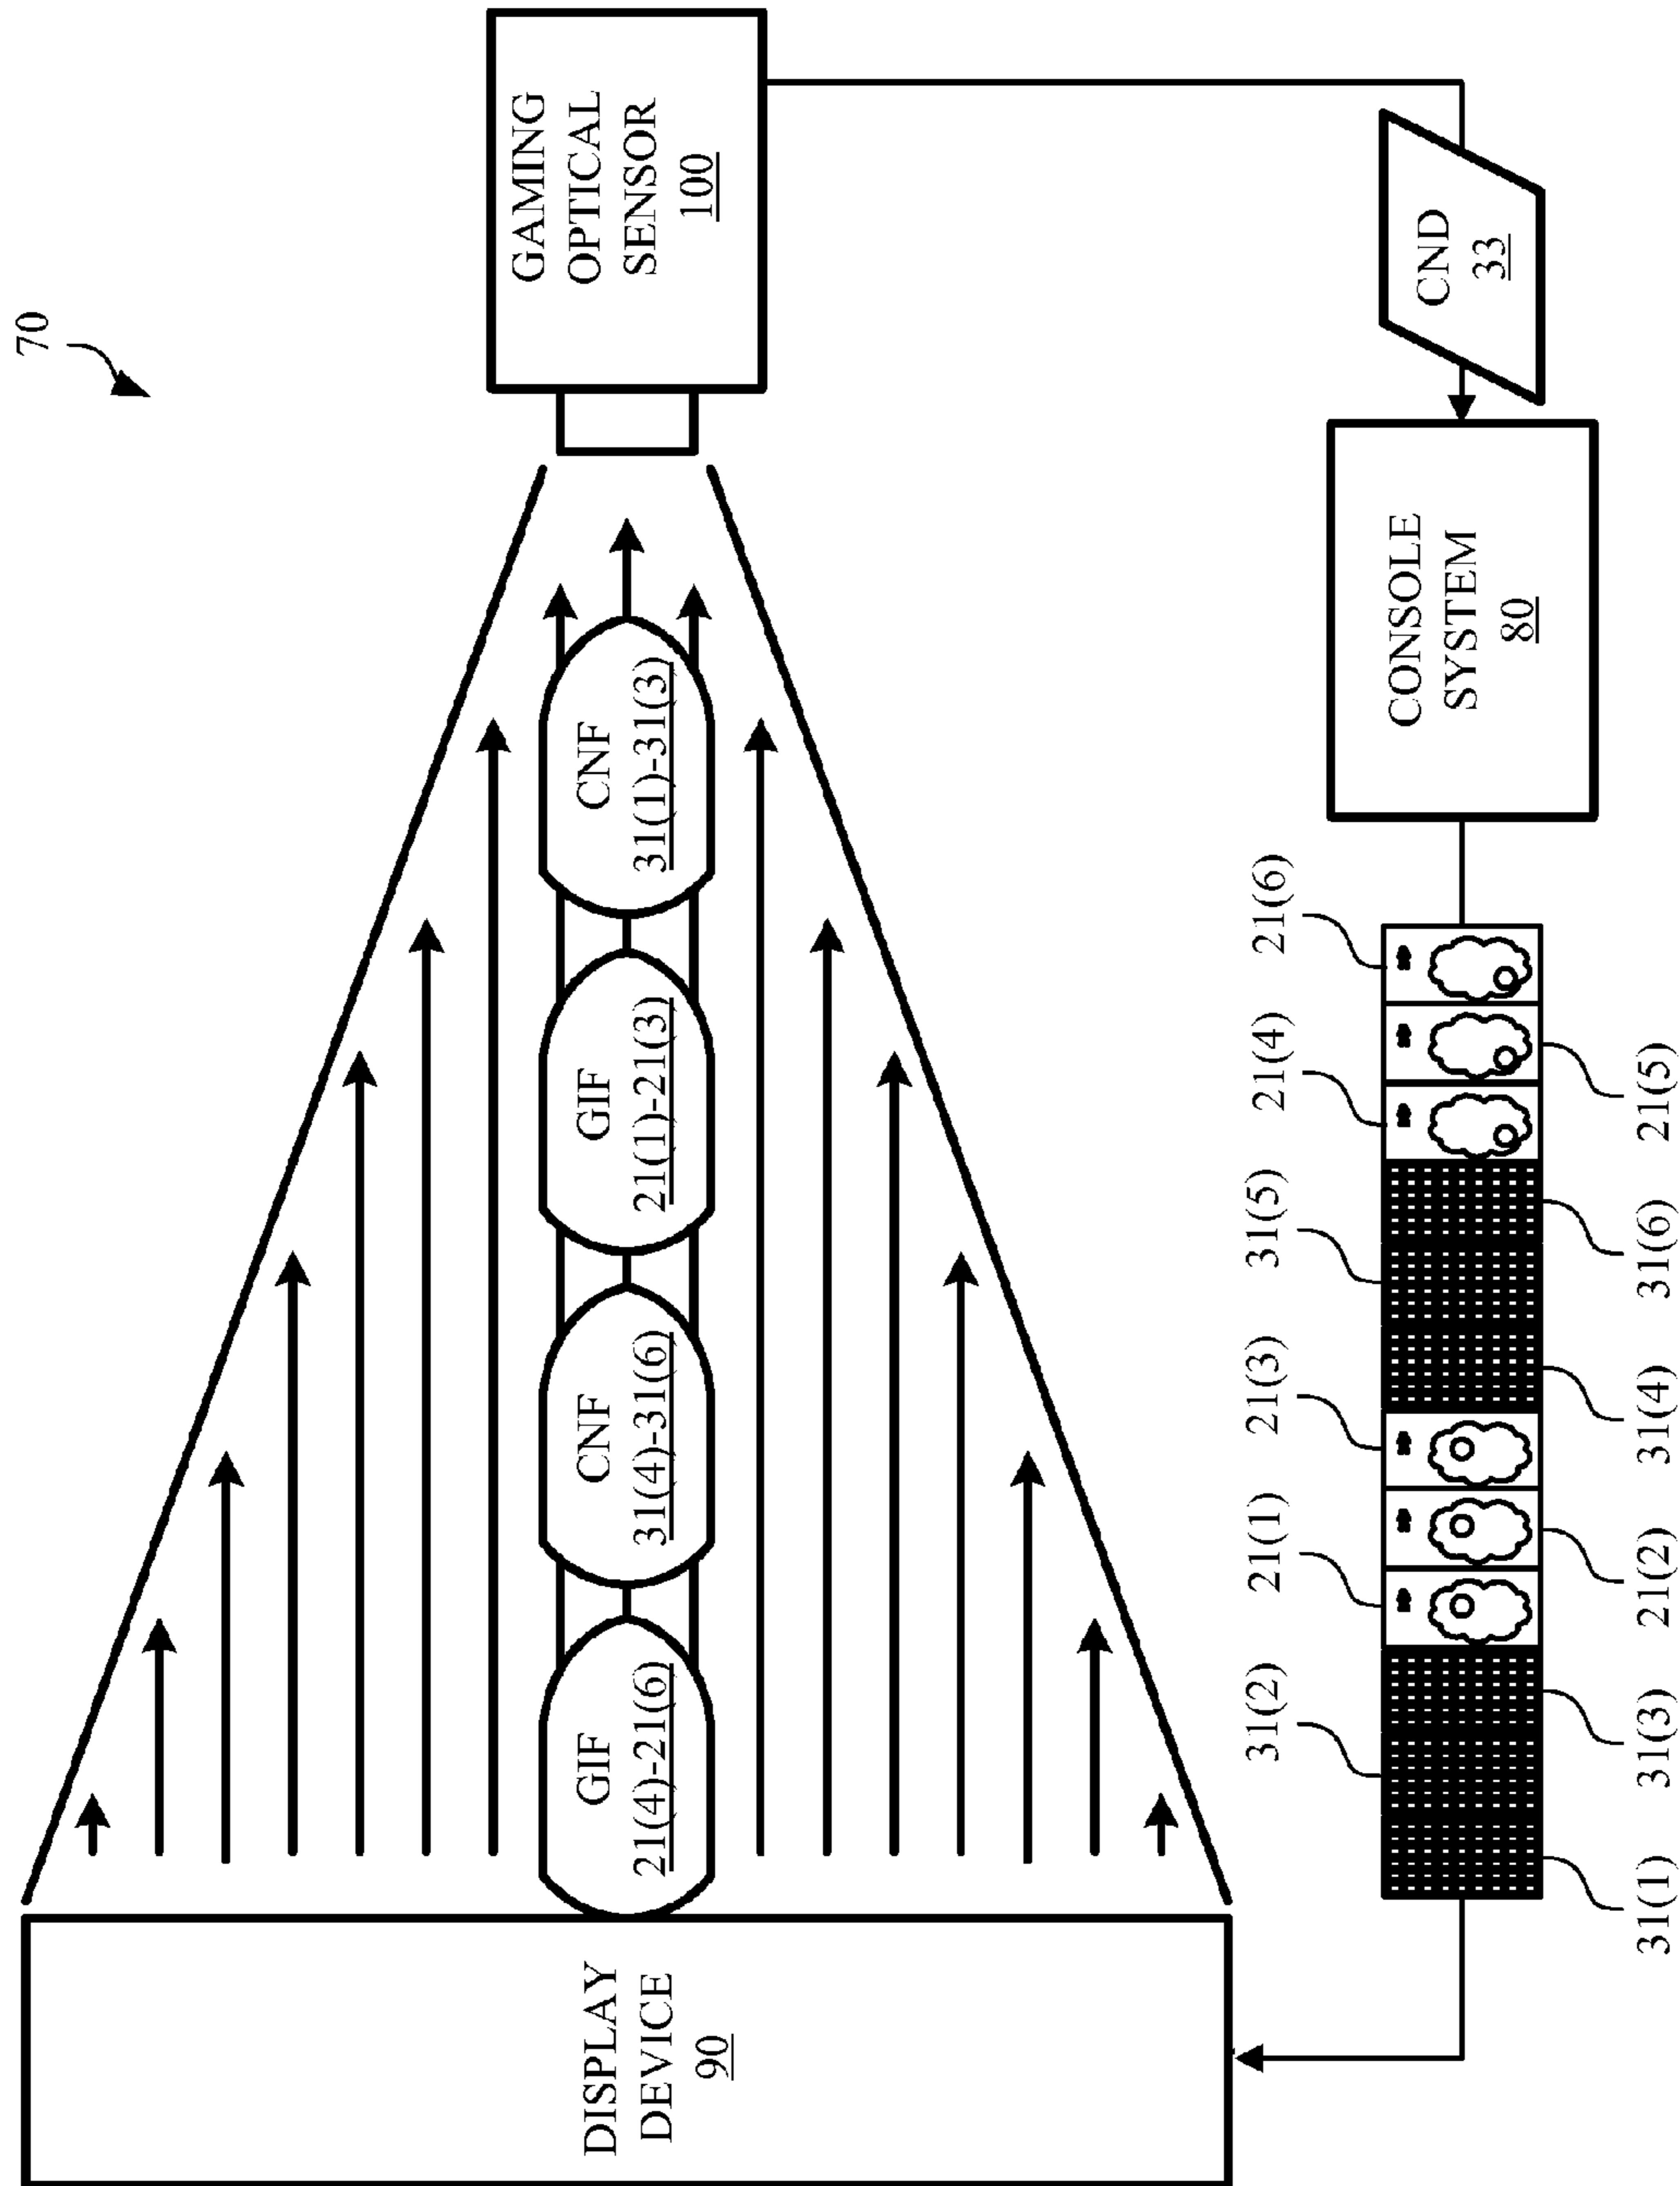 70
DISPLAY
DEVICE
90
GIF
21(4)-21(6)
CNF
31(4)-31(6)
GIF
21(1)-21(3)
CNF
31(1)-31(3)
GAMING
OPTICAL
SENSOR
100
31(2)
21(1)
21(3)
31(5)
21(4)
21(6)
31(1)
31(3)
21(2)
31(4)
31(6)
21(5)
CONSOLE
SYSTEM
80
CND
33